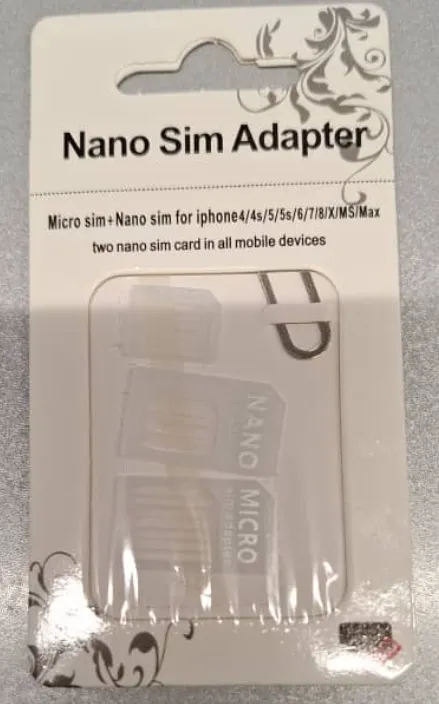 Nano Sim Adapter
Micro sim+Nano sim for iphone4/4s/5/5s/6/7/8/X/MS/Max
two nano sim card in all mobile devices
NANO
MICRO